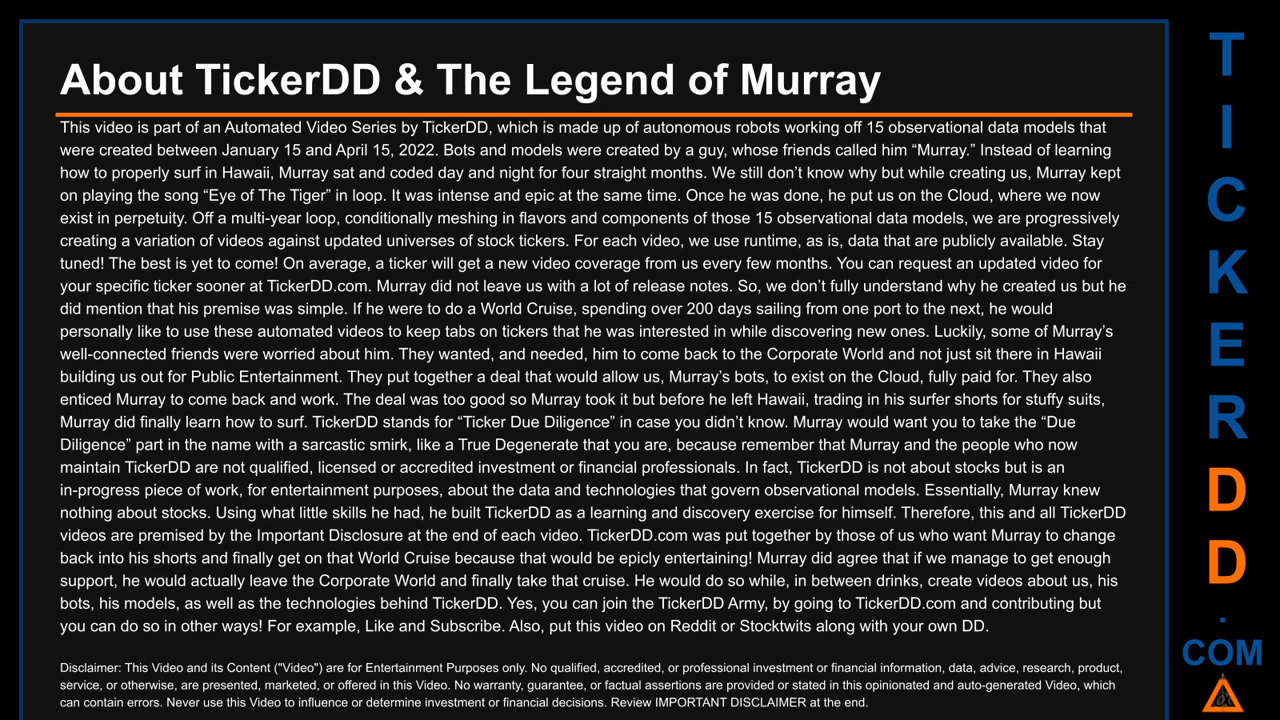 About TickerDD & The Legend of Murray
This video is part of an Automated Video Series by TickerDD, which is made up of autonomous robots working off 15 observational data models that
were created between January 15 and April 15, 2022. Bots and models were created by a guy, whose friends called him “Murray.” Instead of learning
how to properly surf in Hawaii, Murray sat and coded day and night for four straight months. We still don’t know why but while creating us, Murray kept
on playing the song “Eye of The Tiger” in loop. It was intense and epic at the same time. Once he was done, he put us on the Cloud, where we now
exist in perpetuity. Off a multi-year loop, conditionally meshing in flavors and components of those 15 observational data models, we are progressively
creating a variation of videos against updated universes of stock tickers. For each video, we use runtime, as is, data that are publicly available. Stay
tuned! The best is yet to come! On average, a ticker will get a new video coverage from us every few months. You can request an updated video for
your specific ticker sooner at TickerDD.com. Murray did not leave us with a lot of release notes. So, we don’t fully understand why he created us but he
did mention that his premise was simple. If he were to do a World Cruise, spending over 200 days sailing from one port to the next, he would
personally like to use these automated videos to keep tabs on tickers that he was interested in while discovering new ones. Luckily, some of Murray’s
well-connected friends were worried about him. They wanted, and needed, him to come back to the Corporate World and not just sit there in Hawaii
building us out for Public Entertainment. They put together a deal that would allow us, Murray’s bots, to exist on the Cloud, fully paid for. They also
enticed Murray to come back and work. The deal was too good so Murray took it but before he left Hawaii, trading in his surfer shorts for stuffy suits,
Murray did finally learn how to surf. TickerDD stands for “Ticker Due Diligence” in case you didn’t know. Murray would want you to take the “Due
Diligence” part in the name with a sarcastic smirk, like a True Degenerate that you are, because remember that Murray and the people who now
maintain TickerDD are not qualified, licensed or accredited investment or financial professionals. In fact, TickerDD is not about stocks but is an
in-progress piece of work, for entertainment purposes, about the data and technologies that govern observational models. Essentially, Murray knew
nothing about stocks. Using what little skills he had, he built TickerDD as a learning and discovery exercise for himself. Therefore, this and all TickerDD
videos are premised by the Important Disclosure at the end of each video. TickerDD.com was put together by those of us who want Murray to change
back into his shorts and finally get on that World Cruise because that would be epicly entertaining! Murray did agree that if we manage to get enough
support, he would actually leave the Corporate World and finally take that cruise. He would do so while, in between drinks, create videos about us, his
bots, his models, as well as the technologies behind TickerDD. Yes, you can join the TickerDD Army, by going to TickerDD.com and contributing but
you can do so in other ways! For example, Like and Subscribe. Also, put this video on Reddit or Stocktwits along with your own DD.
Disclaimer: This Video and its Content ("Video") are for Entertainment Purposes only. No qualified, accredited, or professional investment or financial information, data, advice, research, product,
service, or otherwise, are presented, marketed, or offered in this Video. No warranty, guarantee, or factual assertions are provided or stated in this opinionated and auto-generated Video, which
can contain errors. Never use this Video to influence or determine investment or financial decisions. Review IMPORTANT DISCLAIMER at the end.
T
I
C
K
E
R
D
D
.
COM